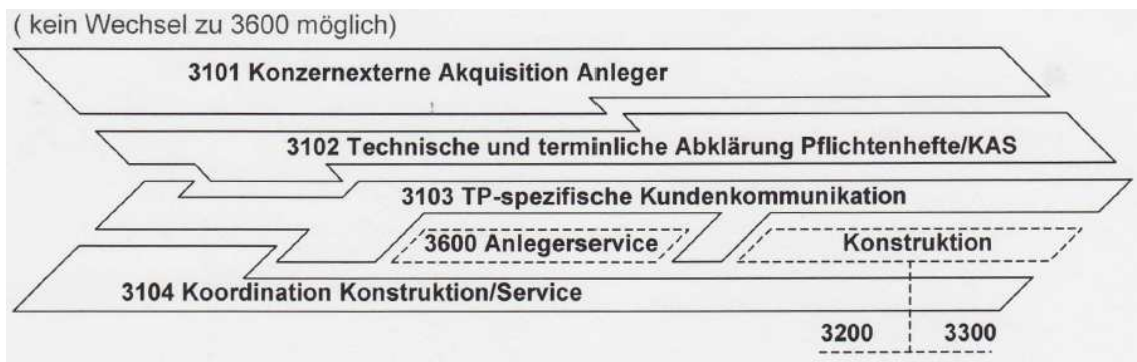 ( kein Wechsel zu 3600 möglich)
3101 Konzernexterne Akquisition Anleger
3102 Technische und terminliche Abklärung Pflichtenhefte/KAS
3103 TP-spezifische Kundenkommunikation
3600 Anlegerservice
Konstruktion
3104 Koordination Konstruktion/Service
3200
3300